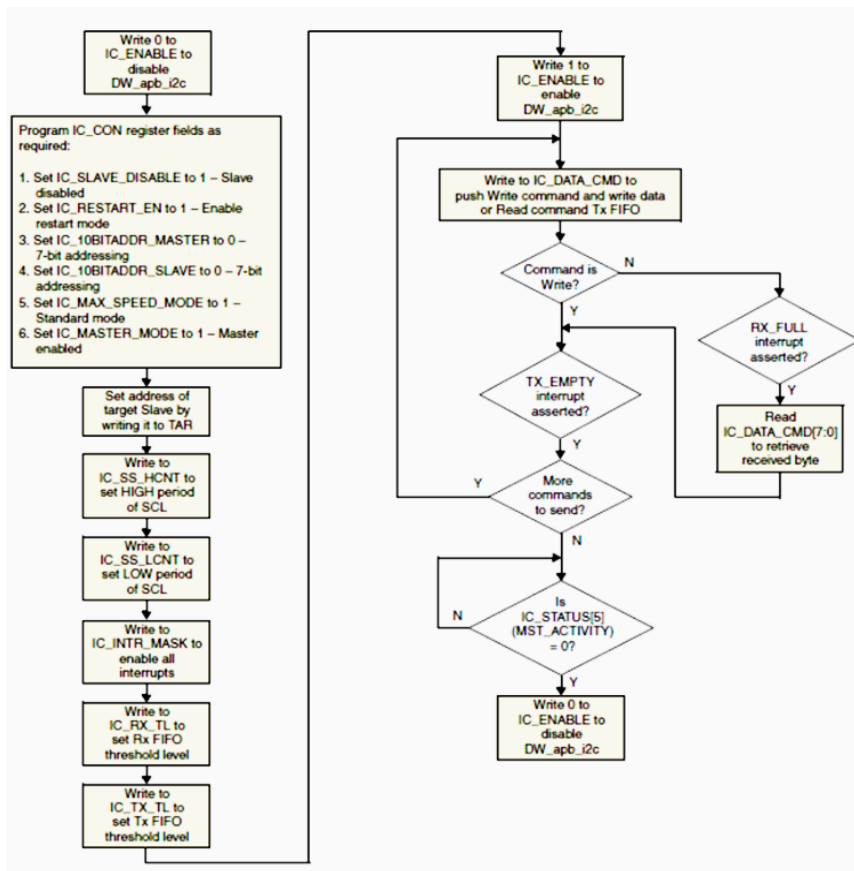 Write 0 to
IC_ENABLE to
disable
DW_apb_i2c
Program IC_CON register fields as
required:
1. Set IC_SLAVE_DISABLE to 1 – Slave
disabled
2. Set IC_RESTART_EN to 1 – Enable
restart mode
3. Set IC_10BITADDR_MASTER to 0 –
7-bit addressing
4. Set IC_10BITADDR_SLAVE to 0 – 7-bit
addressing
5. Set IC_MAX_SPEED_MODE to 1 –
Standard mode
6. Set IC_MASTER_MODE to 1 – Master
enabled
Set address of
target Slave by
writing it to TAR
Write to
IC_SS_HCNT to
set HIGH period
of SCL
Write to
IC_SS_LCNT to
set LOW period
of SCL
Write to
IC_INTR_MASK to
enable all
interrupts
Write to
IC_RX_TL to
set Rx FIFO
threshold level
Write to
IC_TX_TL to
set Tx FIFO
threshold level
Write 1 to
IC_ENABLE to
enable
DW_apb_i2c
Write to IC_DATA_CMD to
push Write command and write data
or Read command Tx FIFO
Command is
Write?
N
Y
RX_FULL
interrupt
asserted?
Y
Read
IC_DATA_CMD[7:0]
to retrieve
received byte
TX_EMPTY
interrupt
asserted?
Y
More
commands
to send?
Y
N
Is
IC_STATUS[5]
(MST_ACTIVITY)
= 0?
N
Y
Write 0 to
IC_ENABLE to
disable
DW_apb_i2c